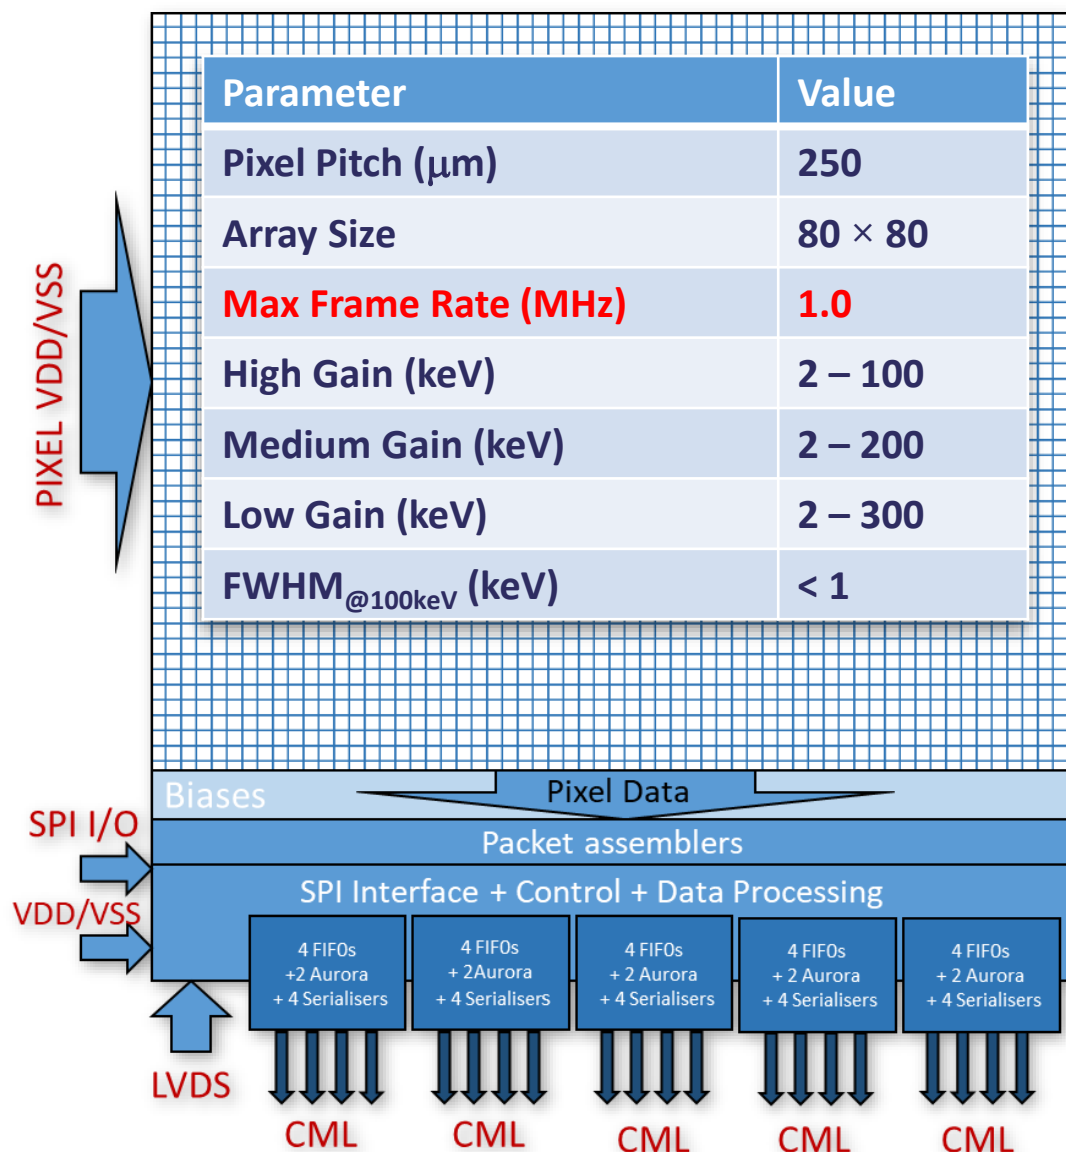 Parameter Value
Pixel Pitch (μm) 250
Array Size 80 × 80
Max Frame Rate (MHz) 1.0
High Gain (keV) 2 – 100
Medium Gain (keV) 2 – 200
Low Gain (keV) 2 – 300
FWHM@100keV (keV) < 1
PIXEL VDD/VSS
Biases
Pixel Data
SPI I/O
Packet assemblers
VDD/VSS
SPI Interface + Control + Data Processing
4 FIFOs
+2 Aurora
+ 4 Serialisers
4 FIFOs
+ 2Aurora
+ 4 Serialisers
4 FIFOs
+ 2 Aurora
+ 4 Serialisers
4 FIFOs
+ 2 Aurora
+ 4 Serialisers
4 FIFOs
+ 2 Aurora
+ 4 Serialisers
LVDS
CML
CML
CML
CML
CML